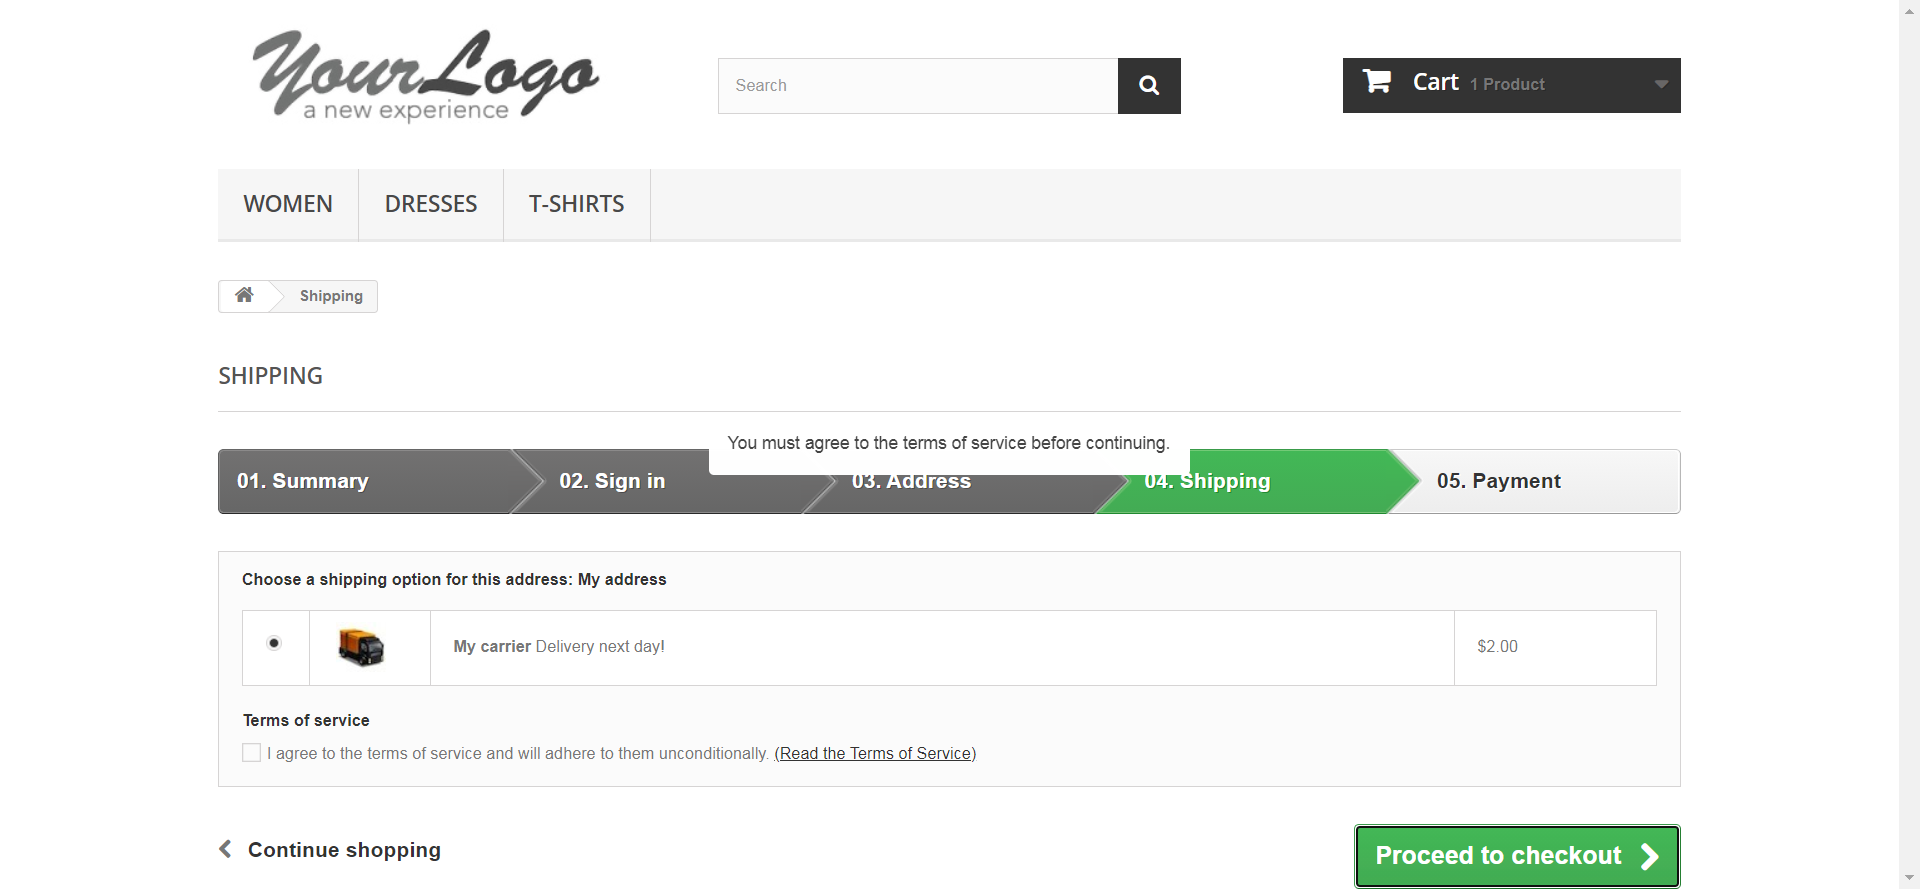 YourLogo
a new experience
Search
Cart 1 Product
WOMEN
DRESSES
T-SHIRTS
Shipping
SHIPPING
You must agree to the terms of service before continuing.
01. Summary
02. Sign in
03. Address
04. Shipping
05. Payment
Choose a shipping option for this address: My address
My carrier Delivery next day!
$2.00
Terms of service
I agree to the terms of service and will adhere to them unconditionally. (Read the Terms of Service)
Continue shopping
Proceed to checkout